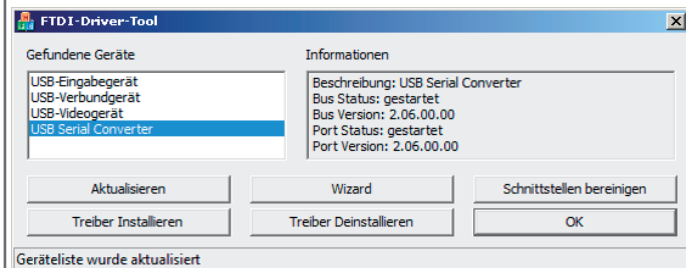 FTDI-Driver-Tool
Gefundene Geräte
USB-Eingabegerät
USB-Verbundgerät
USB-Videogerät
USB Serial Converter
Informationen
Beschreibung: USB Serial Converter
Bus Status: gestartet
Bus Version: 2.06.00.00
Port Status: gestartet
Port Version: 2.06.00.00
Aktualisieren
Wizard
Schnittstellen bereinigen
Treiber Installieren
Treiber Deinstallieren
OK
Geräteliste wurde aktualisiert